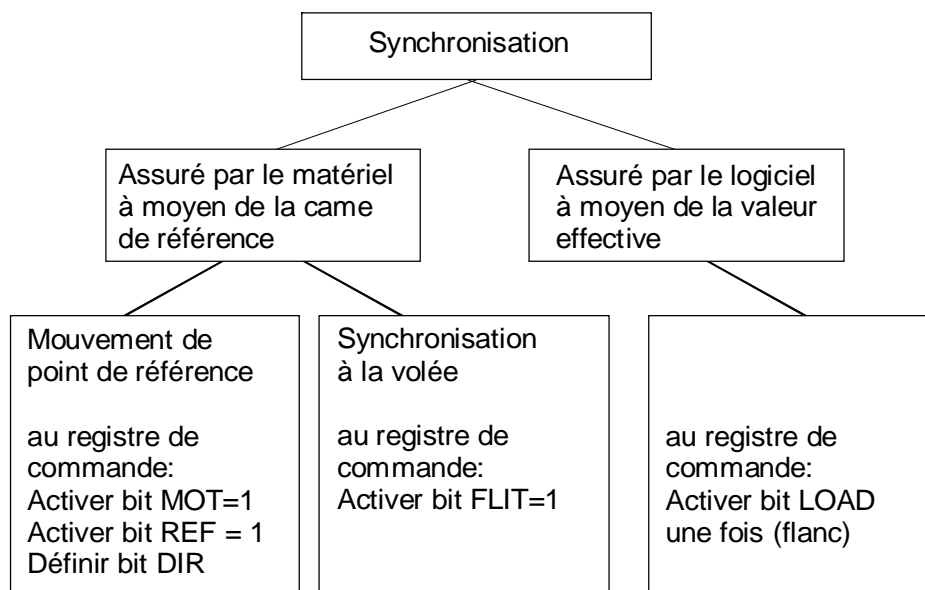 Synchronisation
Assuré par le matériel
à moyen de la came
de référence
Assuré par le logiciel
à moyen de la valeur
effective
Mouvement de
point de référence
au registre de
commande:
Activer bit MOT=1
Activer bit REF = 1
Définir bit DIR
Synchronisation
à la volée
au registre de
commande:
Activer bit FLIT=1
au registre de
commande:
Activer bit LOAD
une fois (flanc)